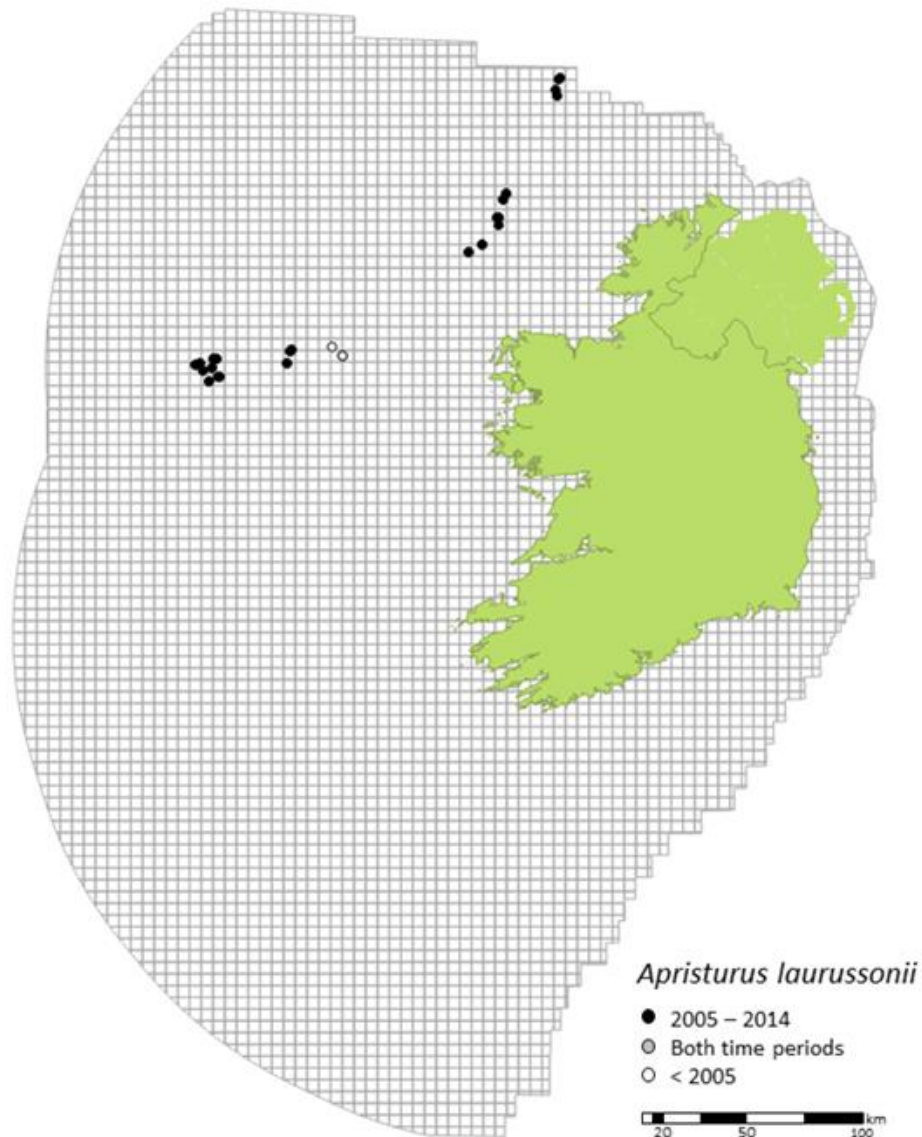 Apristurus laurussonii
2005 – 2014
Both time periods
< 2005
km
20 50 100